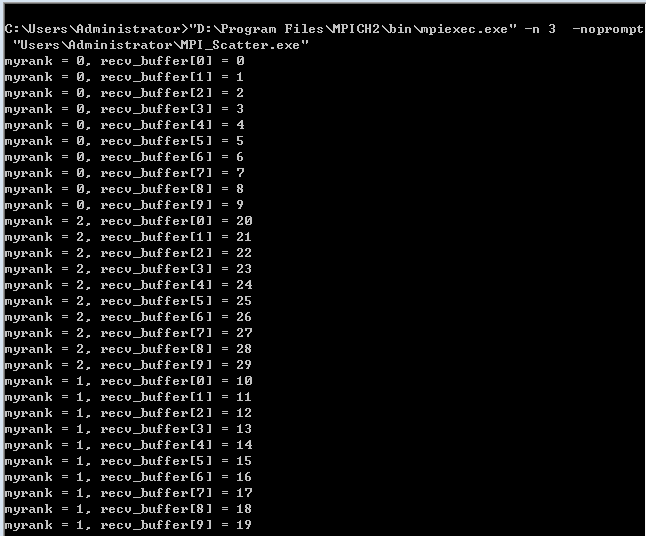 C:\Users\Administrator>"D:\Program Files\MPICH2\bin\mpiexec.exe" -n 3  -noprompt
 "Users\Administrator\MPI_Scatter.exe"
myrank = 0, recv_buffer[0] = 0
myrank = 0, recv_buffer[1] = 1
myrank = 0, recv_buffer[2] = 2
myrank = 0, recv_buffer[3] = 3
myrank = 0, recv_buffer[4] = 4
myrank = 0, recv_buffer[5] = 5
myrank = 0, recv_buffer[6] = 6
myrank = 0, recv_buffer[7] = 7
myrank = 0, recv_buffer[8] = 8
myrank = 0, recv_buffer[9] = 9
myrank = 2, recv_buffer[0] = 20
myrank = 2, recv_buffer[1] = 21
myrank = 2, recv_buffer[2] = 22
myrank = 2, recv_buffer[3] = 23
myrank = 2, recv_buffer[4] = 24
myrank = 2, recv_buffer[5] = 25
myrank = 2, recv_buffer[6] = 26
myrank = 2, recv_buffer[7] = 27
myrank = 2, recv_buffer[8] = 28
myrank = 2, recv_buffer[9] = 29
myrank = 1, recv_buffer[0] = 10
myrank = 1, recv_buffer[1] = 11
myrank = 1, recv_buffer[2] = 12
myrank = 1, recv_buffer[3] = 13
myrank = 1, recv_buffer[4] = 14
myrank = 1, recv_buffer[5] = 15
myrank = 1, recv_buffer[6] = 16
myrank = 1, recv_buffer[7] = 17
myrank = 1, recv_buffer[8] = 18
myrank = 1, recv_buffer[9] = 19